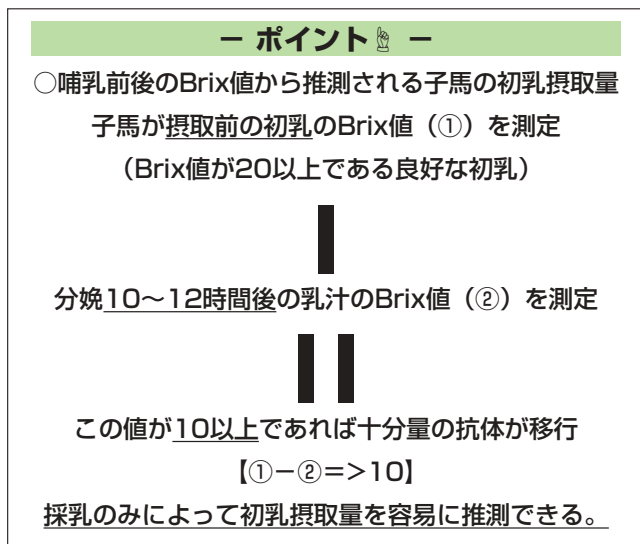 － ポイント☝ －
○哺乳前後のBrix値から推測される子馬の初乳摂取量
子馬が摂取前の初乳のBrix値（①）を測定
（Brix値が20以上である良好な初乳）
分娩10～12時間後の乳汁のBrix値（②）を測定
この値が10以上であれば十分量の抗体が移行
【①－②=>10】
採乳のみによって初乳摂取量を容易に推測できる。